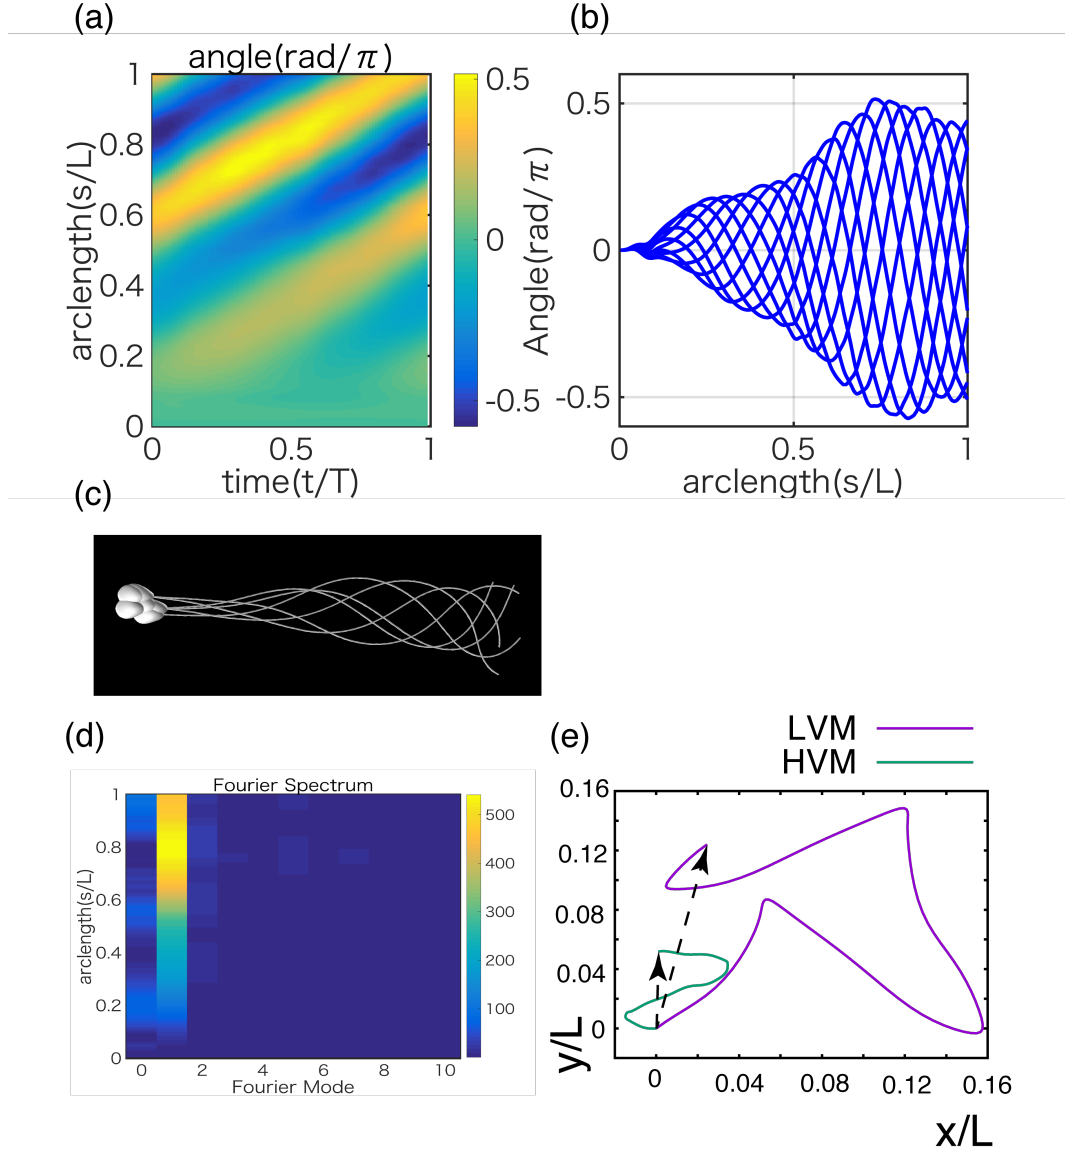 (a)
angle(rad/π)
1
0.8
0.6
0.4
0.2
0
0
0.5
1
time(t/T)
arclength(s/L)
0.5
0
-0.5
Angle(rad/π)
(b)
0.5
0
-0.5
0
0.5
1
arclength(s/L)
(c)
(d)
Fourier Spectrum
1
0.8
0.6
0.4
0.2
0
arclength(s/L)
0
2
4
6
8
10
Fourier Mode
500
400
300
200
100
(e)
LVM
HVM
0.16
0.12
0.08
0.04
0
y/L
0
0.04
0.08
0.12
0.16
x/L